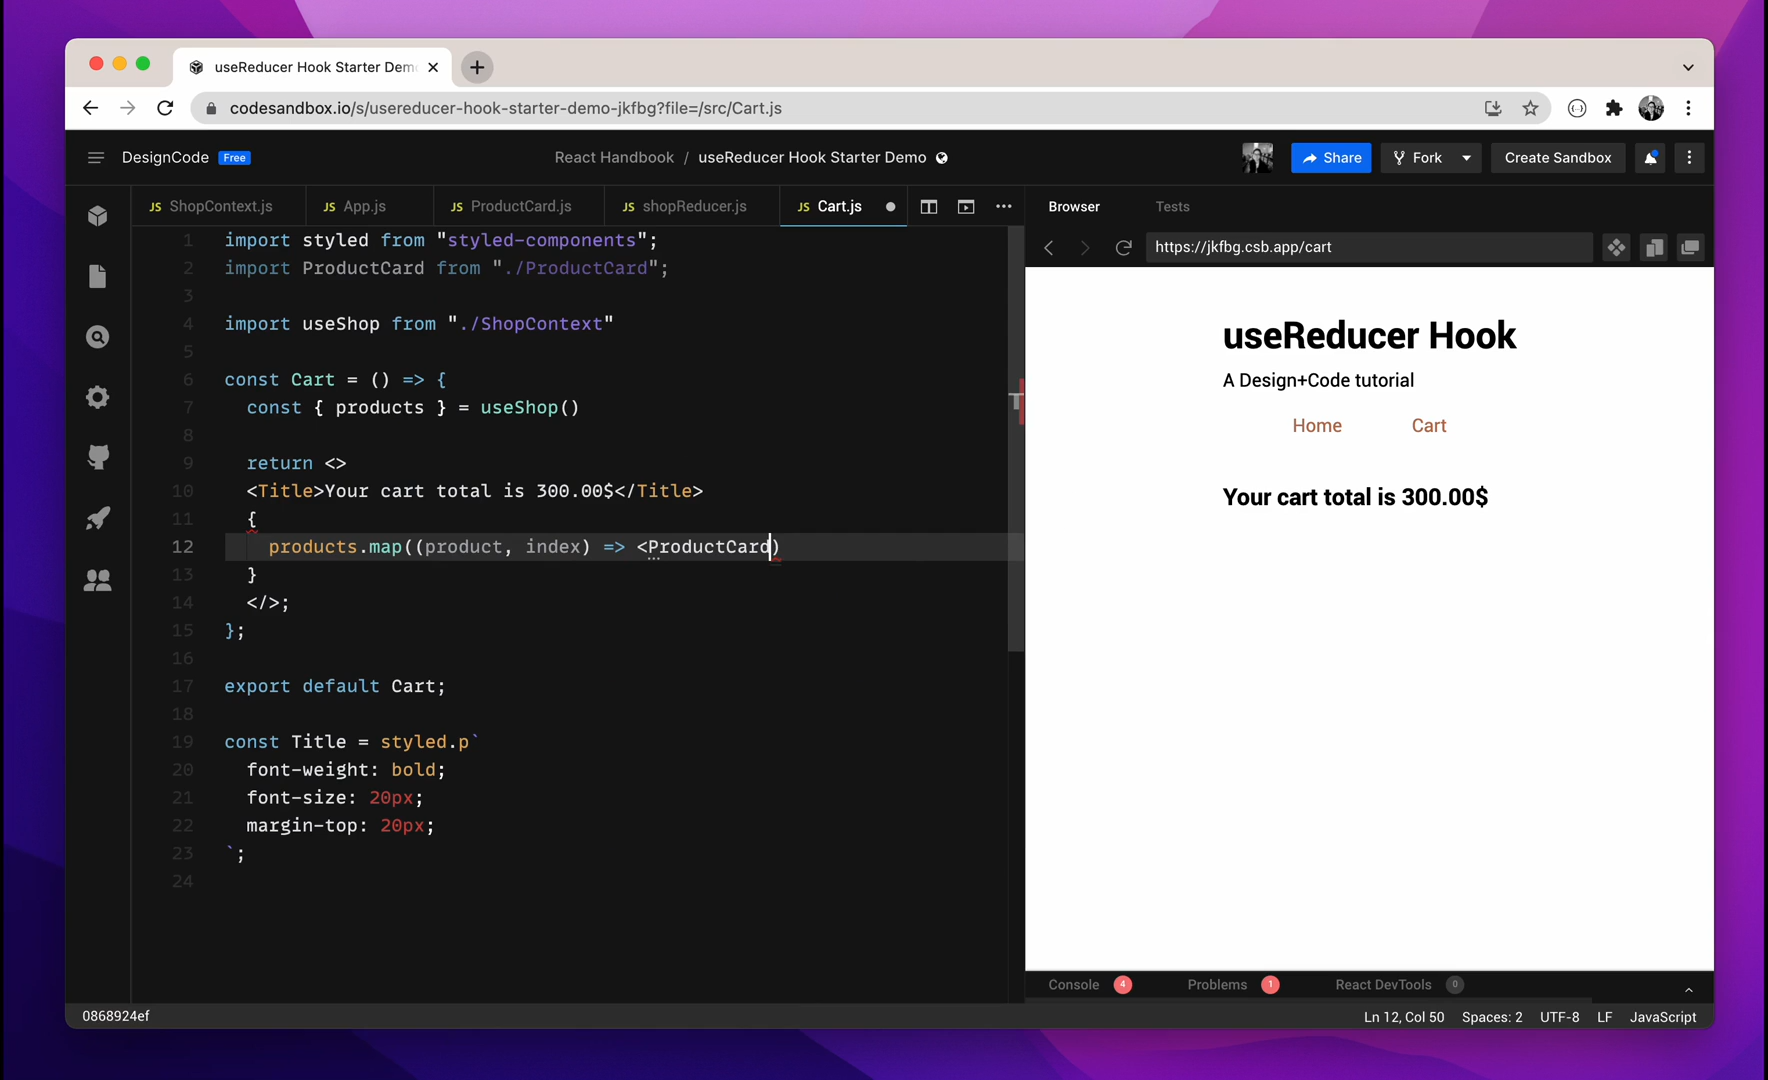 useReducer Hook Starter Dem
codesandbox.io/s/usereducer-hook-starter-demo-jkfbg?file=/src/Cart.js
DesignCode Free
React Handbook / useReducer Hook Starter Demo
Share
Fork
Create Sandbox
JS ShopContext.js
JS App.js
JS ProductCard.js
JS shopReducer.js
JS Cart.js
1 import styled from "styled-components";
2 import ProductCard from "./ProductCard";
3
4 import useShop from "./ShopContext"
5
6 const Cart = () => {
7 const { products } = useShop()
8
9 return <>
10 <Title>Your cart total is 300.00$</Title>
11 {
12 products.map((product, index) => <ProductCard)
13 }
14 </>;
15 };
16
17 export default Cart;
18
19 const Title = styled.p`
20 font-weight: bold;
21 font-size: 20px;
22 margin-top: 20px;
23 `;
24
Browser
Tests
https://jkfbg.csb.app/cart
useReducer Hook
A Design+Code tutorial
Home
Cart
Your cart total is 300.00$
Console 4
Problems 1
React DevTools 0
0868924ef
Ln 12, Col 50
Spaces: 2
UTF-8
LF
JavaScript